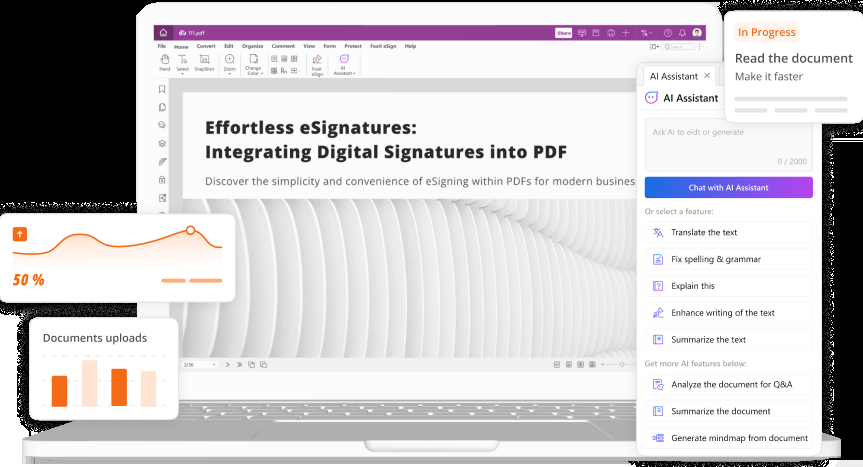 111.pdf
Share
File Home Convert Edit Organize Comment View Form Protect Foxit eSign Help
Search
Hand Select SnapShot Zoom Change Color Foxit eSign AI Assistant
Effortless eSignatures:
Integrating Digital Signatures into PDF
Discover the simplicity and convenience of eSigning within PDFs for modern busines
2/36
In Progress
Read the document
Make it faster
AI Assistant
AI Assistant
Ask AI to eidt or generate
0 / 2000
Chat with AI Assistant
Or select a feature:
Translate the text
Fix spelling & grammar
Explain this
Enhance writing of the text
Summarize the text
Get more AI features below:
Analyze the document for Q&A
Summarize the document
Generate mindmap from document
50 %
Documents uploads